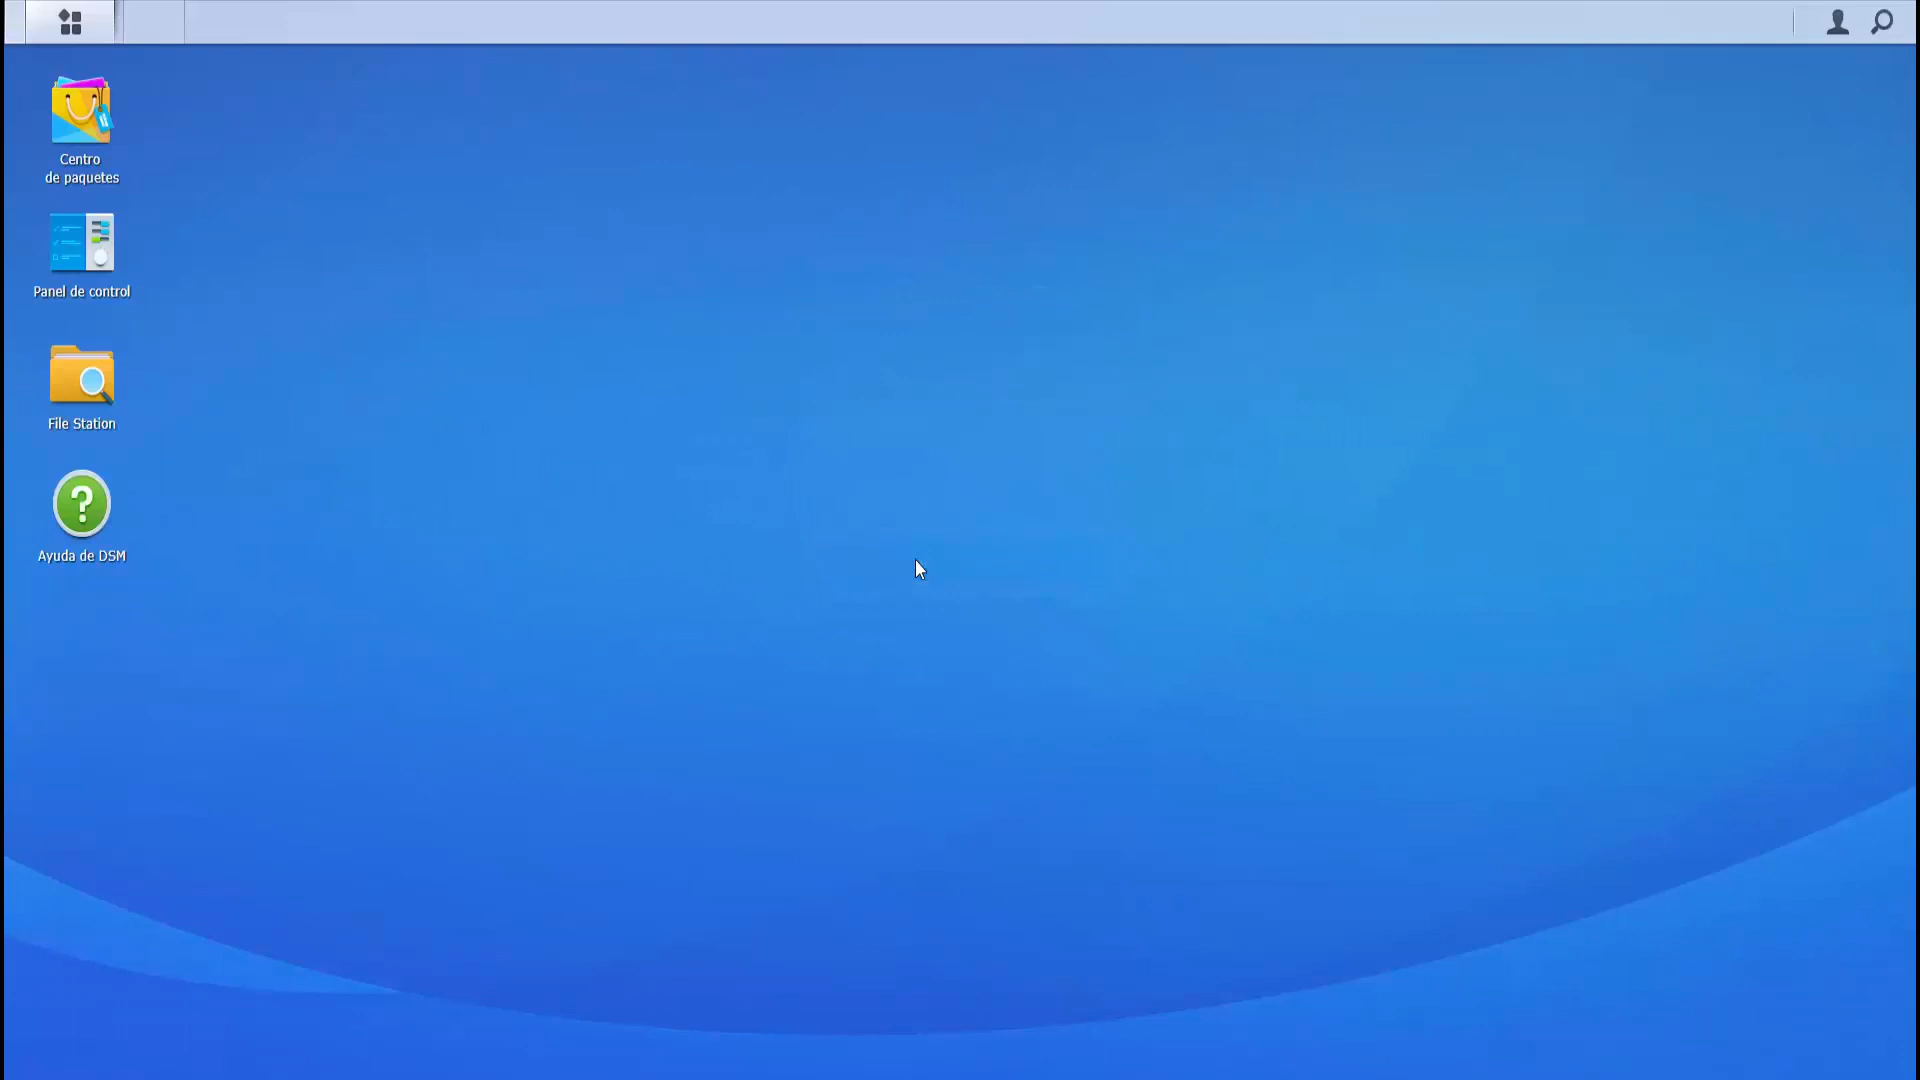 Centro
de paquetes
Panel de control
File Station
Ayuda de DSM